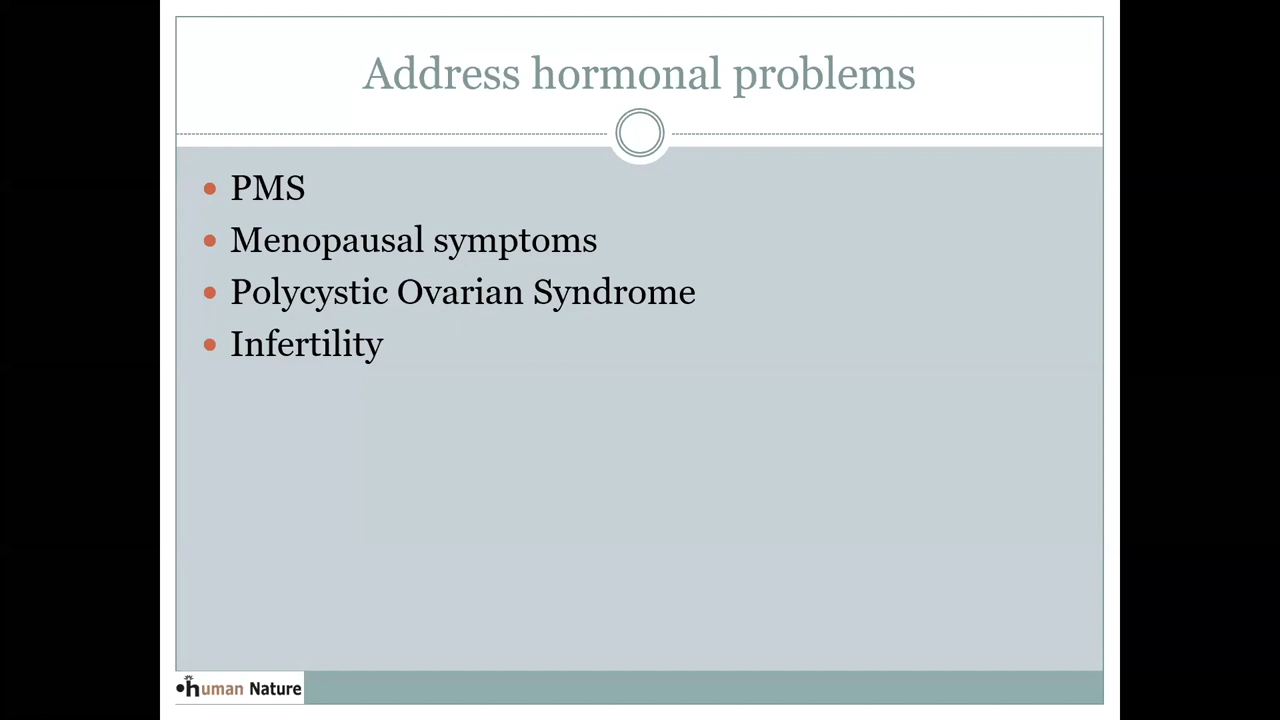 Address hormonal problems
• PMS
• Menopausal symptoms
• Polycystic Ovarian Syndrome
• Infertility
human Nature